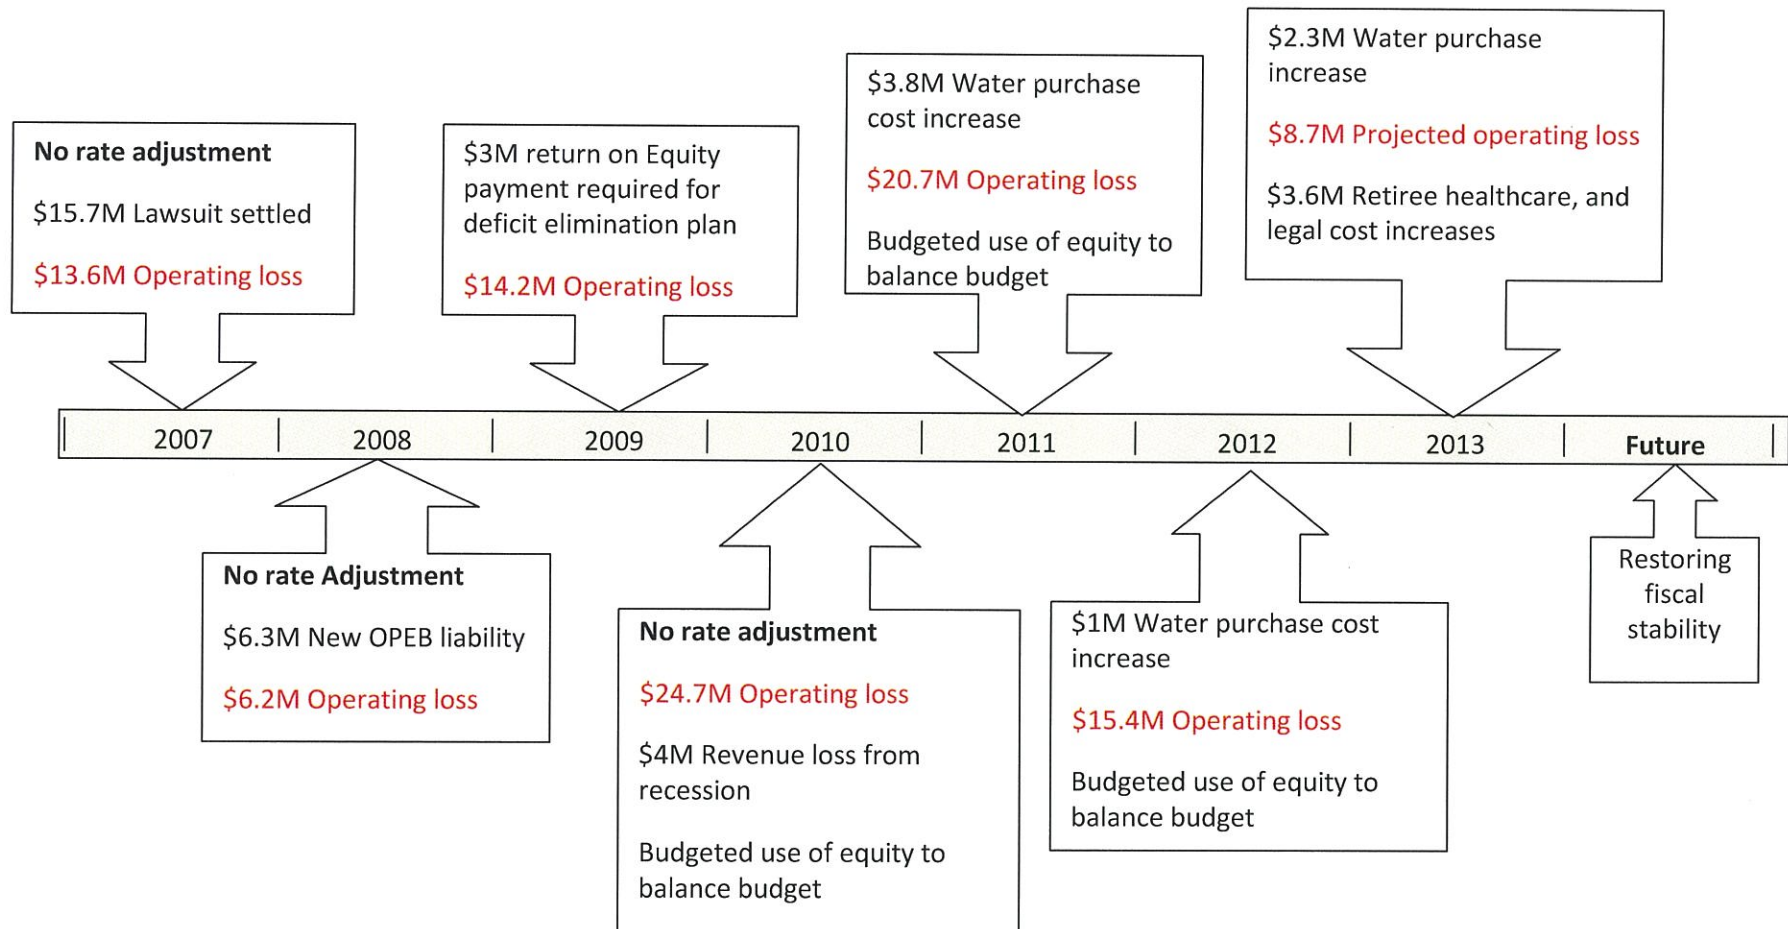 No rate adjustment
$15.7M Lawsuit settled
$13.6M Operating loss
$3M return on Equity
payment required for
deficit elimination plan
$14.2M Operating loss
$3.8M Water purchase
cost increase
$20.7M Operating loss
Budgeted use of equity to
balance budget
$2.3M Water purchase
increase
$8.7M Projected operating loss
$3.6M Retiree healthcare, and
legal cost increases
2007 2008 2009 2010 2011 2012 2013 Future
No rate Adjustment
$6.3M New OPEB liability
$6.2M Operating loss
No rate adjustment
$24.7M Operating loss
$4M Revenue loss from
recession
Budgeted use of equity to
balance budget
$1M Water purchase cost
increase
$15.4M Operating loss
Budgeted use of equity to
balance budget
Restoring
fiscal
stability